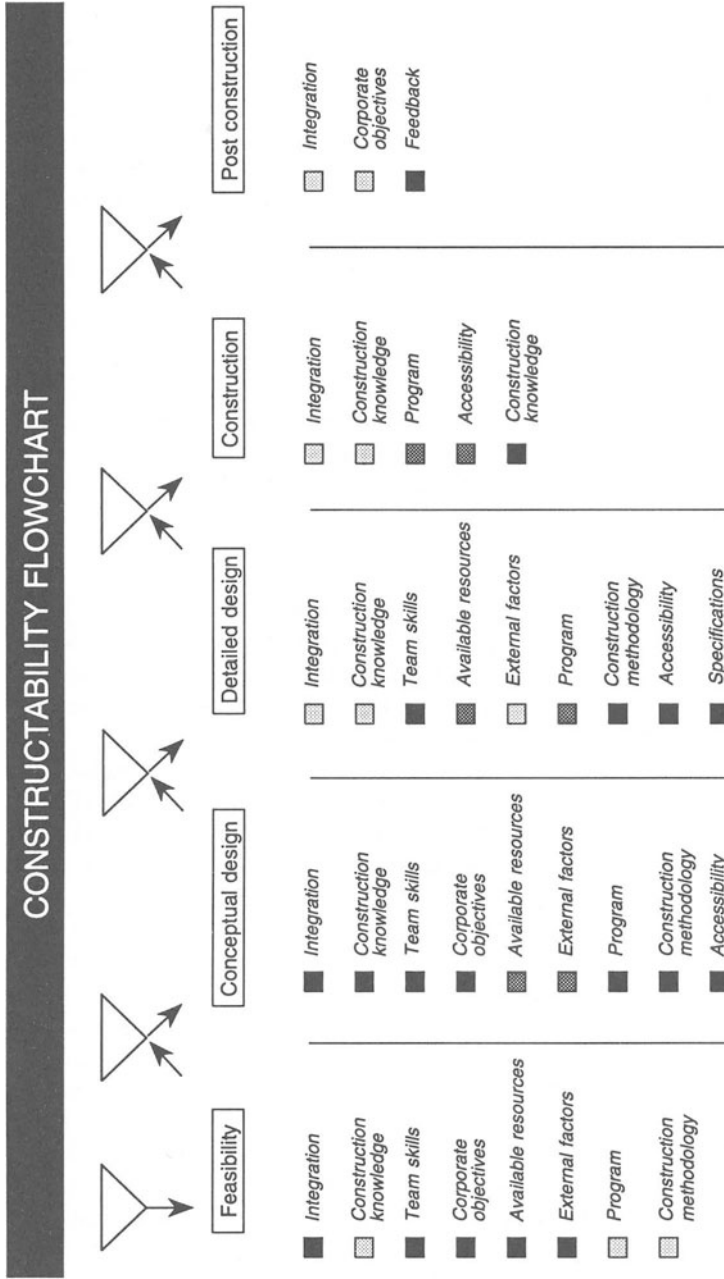 CONSTRUCTABILITY FLOWCHART
Feasibility
Integration
Construction
knowledge
Team skills
Corporate
objectives
Available resources
External factors
Program
Construction
methodology
Conceptual design
Integration
Construction
knowledge
Team skills
Corporate
objectives
Available resources
External factors
Program
Construction
methodology
Accessibility
Detailed design
Integration
Construction
knowledge
Team skills
Available resources
External factors
Program
Construction
methodology
Accessibility
Specifications
Construction
Integration
Construction
knowledge
Program
Accessibility
Construction
knowledge
Post construction
Integration
Corporate
objectives
Feedback